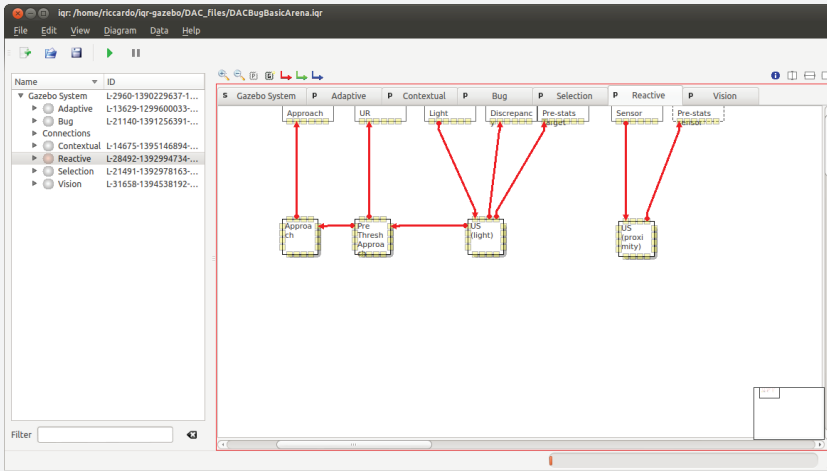 iqr: /home/riccardo/iqr-gazebo/DAC_files/DACBugBasicArena.iqr
File Edit View Diagram Data Help
Name ID
S Gazebo System P Adaptive P Contextual P Bug P Selection P Reactive P Vision
Gazebo System L-2960-1390229637-1...
Adaptive L-13629-1299600033-...
Bug L-21140-1391256391-...
Connections
Contextual L-14675-1395146894-...
Reactive L-28492-1392994734-...
Selection L-21491-1392978163-...
Vision L-31658-1394538192-...
Approach UR Light Discrepanc Pre-stats Sensor Pre-stats
y target sensor
Approa
ch
Pre
Thresh
Approa
ch
US
(light)
US
(proxi
mity)
Filter